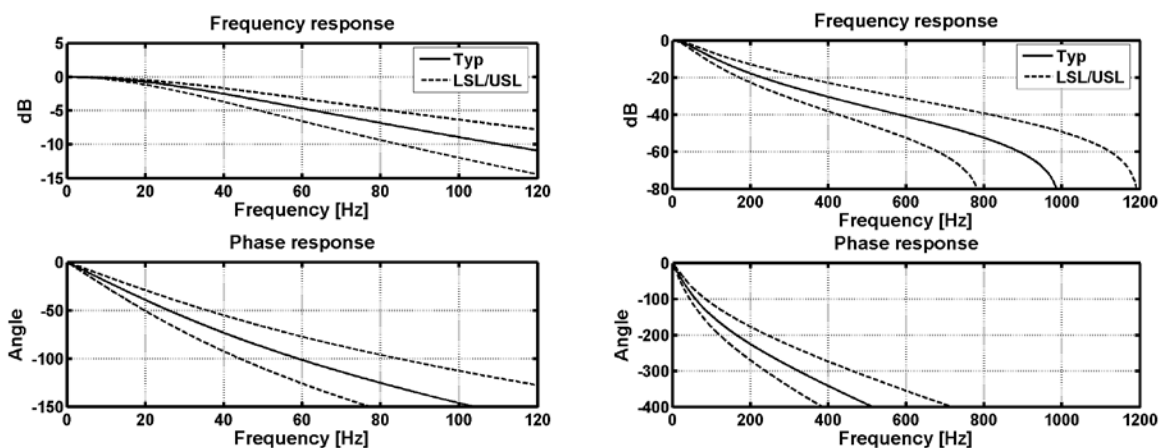 Frequency response
5
0
-5
-10
-15
dB
Typ
LSL/USL
0 20 40 60 80 100 120
Frequency [Hz]
Phase response
0
-50
-100
-150
Angle
0 20 40 60 80 100 120
Frequency [Hz]
Frequency response
0
-20
-40
-60
-80
dB
Typ
LSL/USL
0 200 400 600 800 1000 1200
Frequency [Hz]
Phase response
0
-100
-200
-300
-400
Angle
0 200 400 600 800 1000 1200
Frequency [Hz]